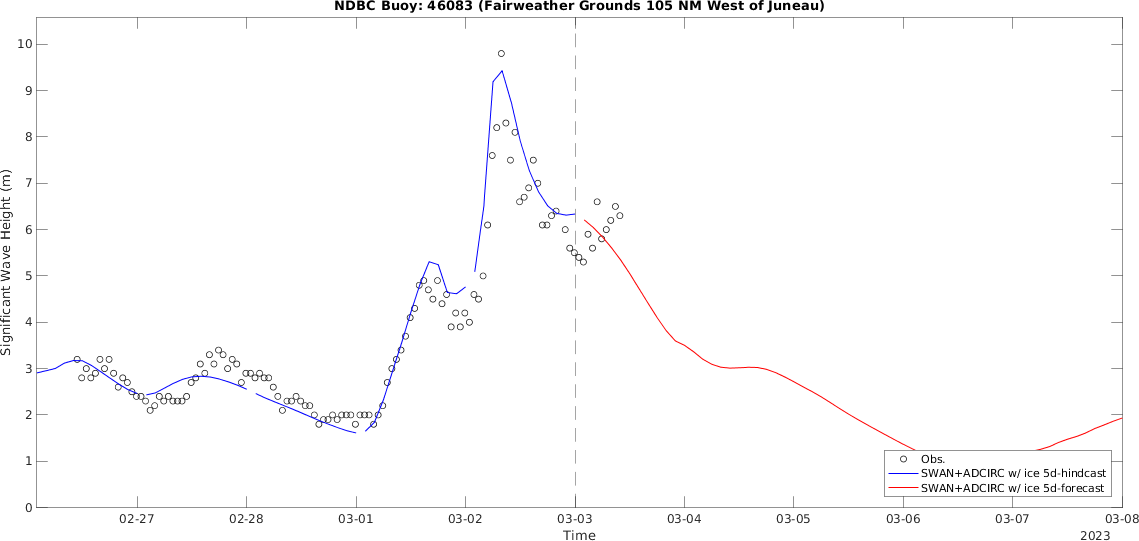 NDBC Buoy: 46083 (Fairweather Grounds 105 NM West of Juneau)
Significant Wave Height (m)
10
9
8
7
6
5
4
3
2
1
0
Obs.
SWAN+ADCIRC w/ ice 5d-hindcast
SWAN+ADCIRC w/ ice 5d-forecast
02-27 02-28 03-01 03-02 03-03 03-04 03-05 03-06 03-07 03-08
Time
2023